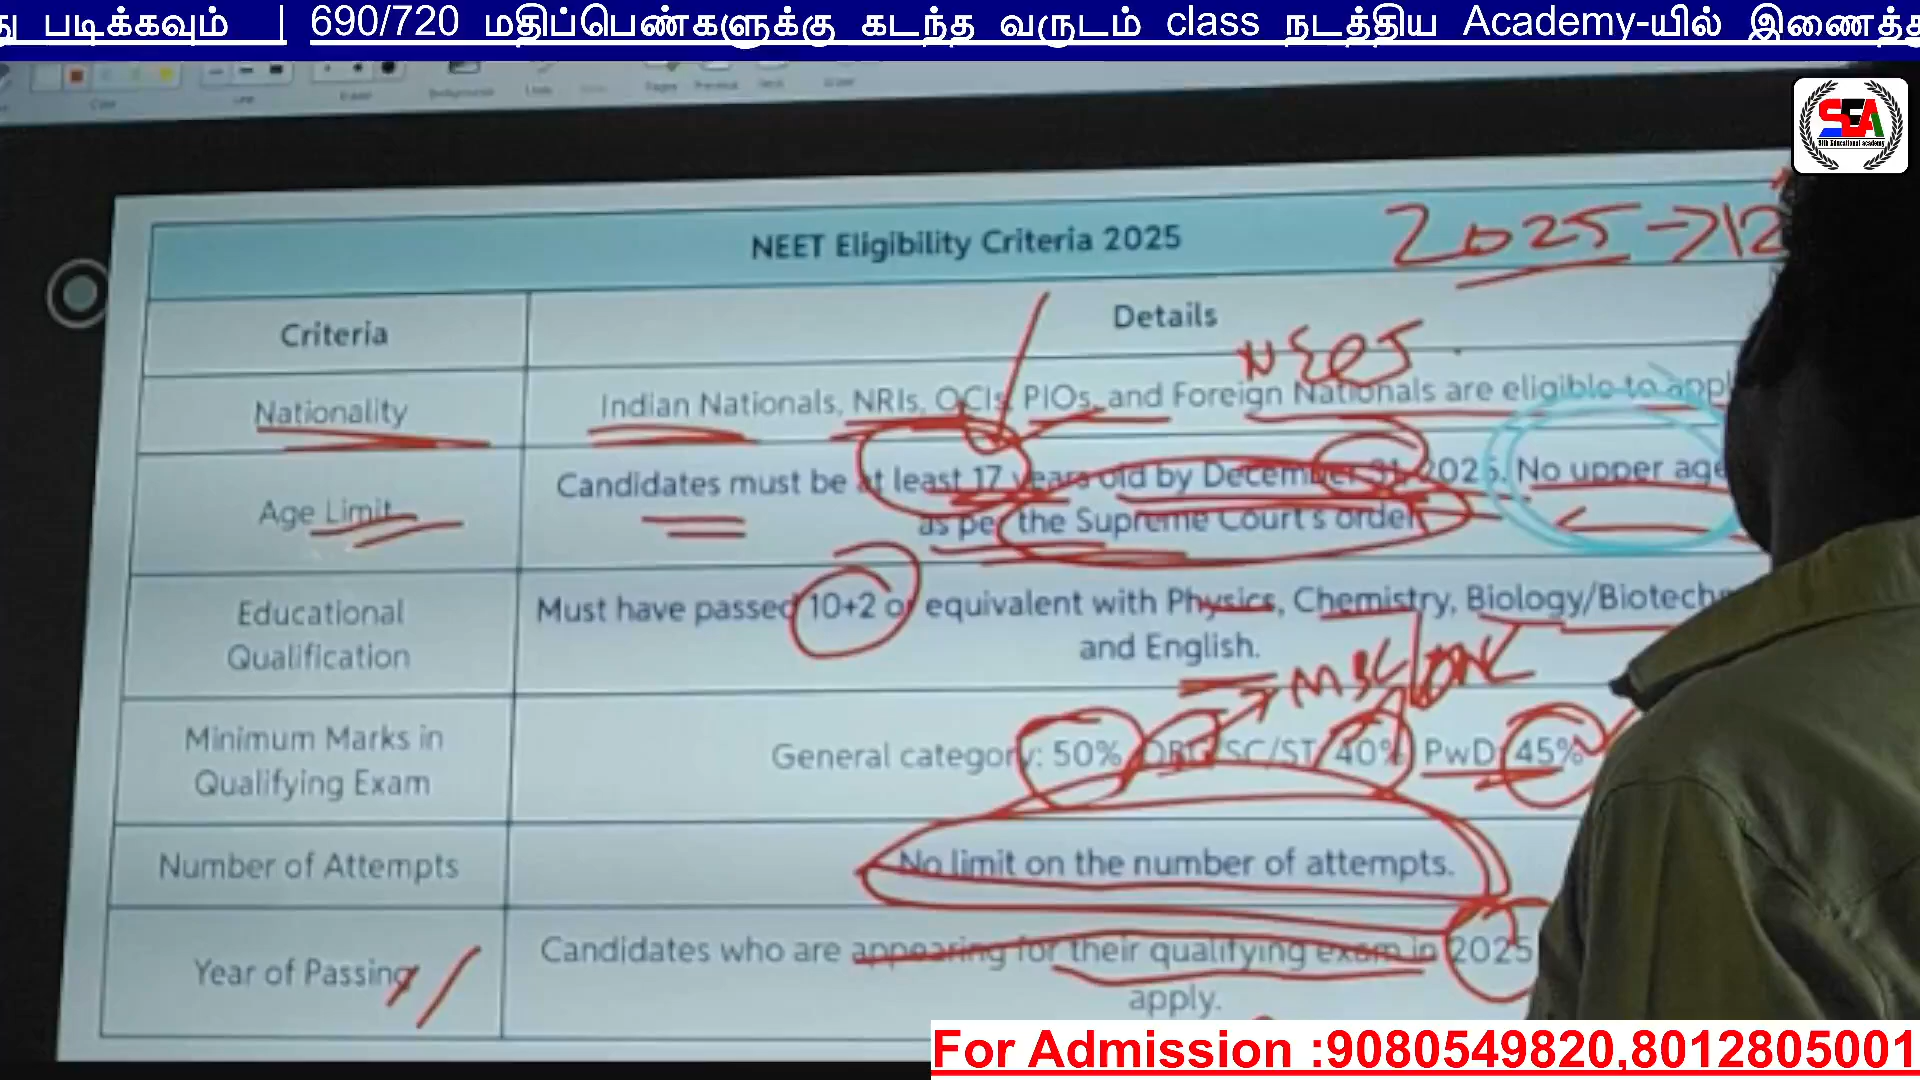 து படிக்கவும் | 690/720 மதிப்பெண்களுக்கு கடந்த வருடம் class நடத்திய Academy-யில் இணைத்து
SEA
NEET Eligibility Criteria 2025
2025 → 12
Criteria
Details
NEET
Nationality
Indian Nationals, NRIs, OCIs, PIOs, and Foreign Nationals are eligible to appl
Age Limit
Candidates must be at least 17 years old by December 31, 2025. No upper age
as per the Supreme Court's order.
Educational
Qualification
Must have passed 10+2 or equivalent with Physics, Chemistry, Biology/Biotech
and English.
MBC/
Minimum Marks in
Qualifying Exam
General category: 50% OBC/SC/ST 40% PwD: 45%
Number of Attempts
No limit on the number of attempts.
Year of Passing
Candidates who are appearing for their qualifying exam in 2025
apply.
For Admission :9080549820,8012805001